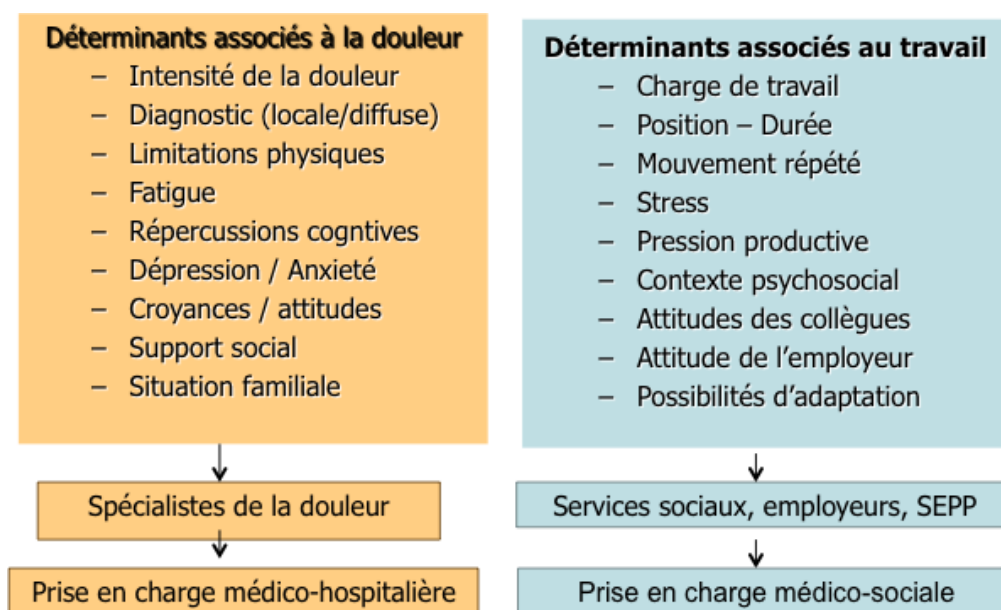 Déterminants associés à la douleur
– Intensité de la douleur
– Diagnostic (locale/diffuse)
– Limitations physiques
– Fatigue
– Répercussions cogntives
– Dépression / Anxieté
– Croyances / attitudes
– Support social
– Situation familiale
Spécialistes de la douleur
Prise en charge médico-hospitalière
Déterminants associés au travail
– Charge de travail
– Position – Durée
– Mouvement répété
– Stress
– Pression productive
– Contexte psychosocial
– Attitudes des collègues
– Attitude de l'employeur
– Possibilités d'adaptation
Services sociaux, employeurs, SEPP
Prise en charge médico-sociale